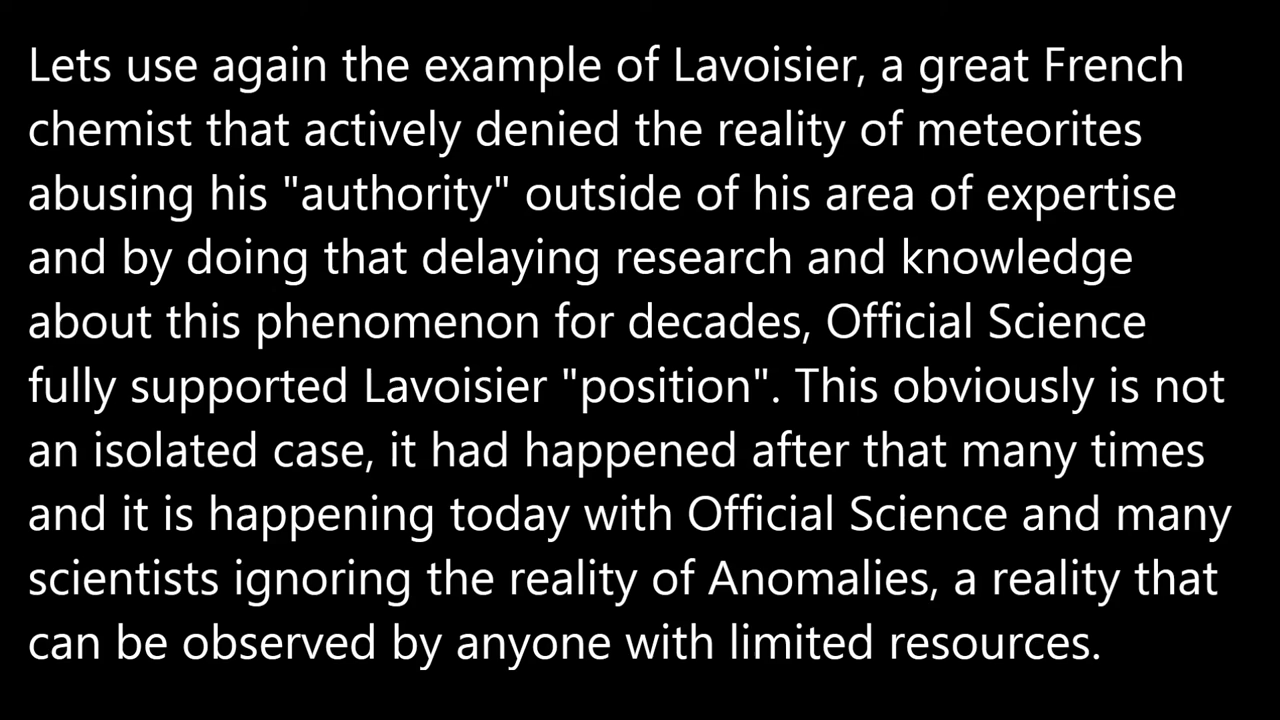 Lets use again the example of Lavoisier, a great French
chemist that actively denied the reality of meteorites
abusing his "authority" outside of his area of expertise
and by doing that delaying research and knowledge
about this phenomenon for decades, Official Science
fully supported Lavoisier "position". This obviously is not
an isolated case, it had happened after that many times
and it is happening today with Official Science and many
scientists ignoring the reality of Anomalies, a reality that
can be observed by anyone with limited resources.